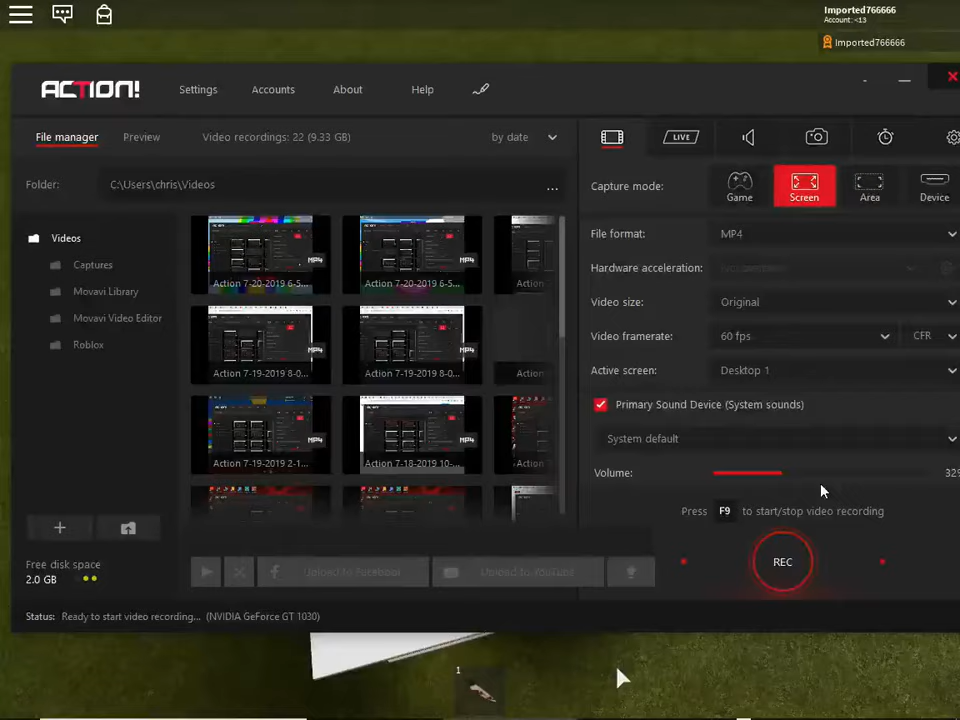 Imported766666
Account: <13
Imported766666
ACTION!
Settings Accounts About Help
File manager Preview Video recordings: 22 (9.33 GB) by date
LIVE
Folder: C:\Users\chris\Videos ...
Capture mode: Game Screen Area Device
Videos
Captures
Movavi Library
Movavi Video Editor
Roblox
MP4 MP4
Action 7-20-2019 6-5... Action 7-20-2019 6-5... Action
MP4 MP4
Action 7-19-2019 8-0... Action 7-19-2019 8-0... Action
MP4 MP4
Action 7-19-2019 2-1... Action 7-18-2019 10-... Action
File format: MP4
Hardware acceleration:
Video size: Original
Video framerate: 60 fps CFR
Active screen: Desktop 1
Primary Sound Device (System sounds)
System default
Volume: 32%
Press F9 to start/stop video recording
REC
Free disk space
2.0 GB
Upload to Facebook Upload to YouTube
Status: Ready to start video recording... (NVIDIA GeForce GT 1030)
1